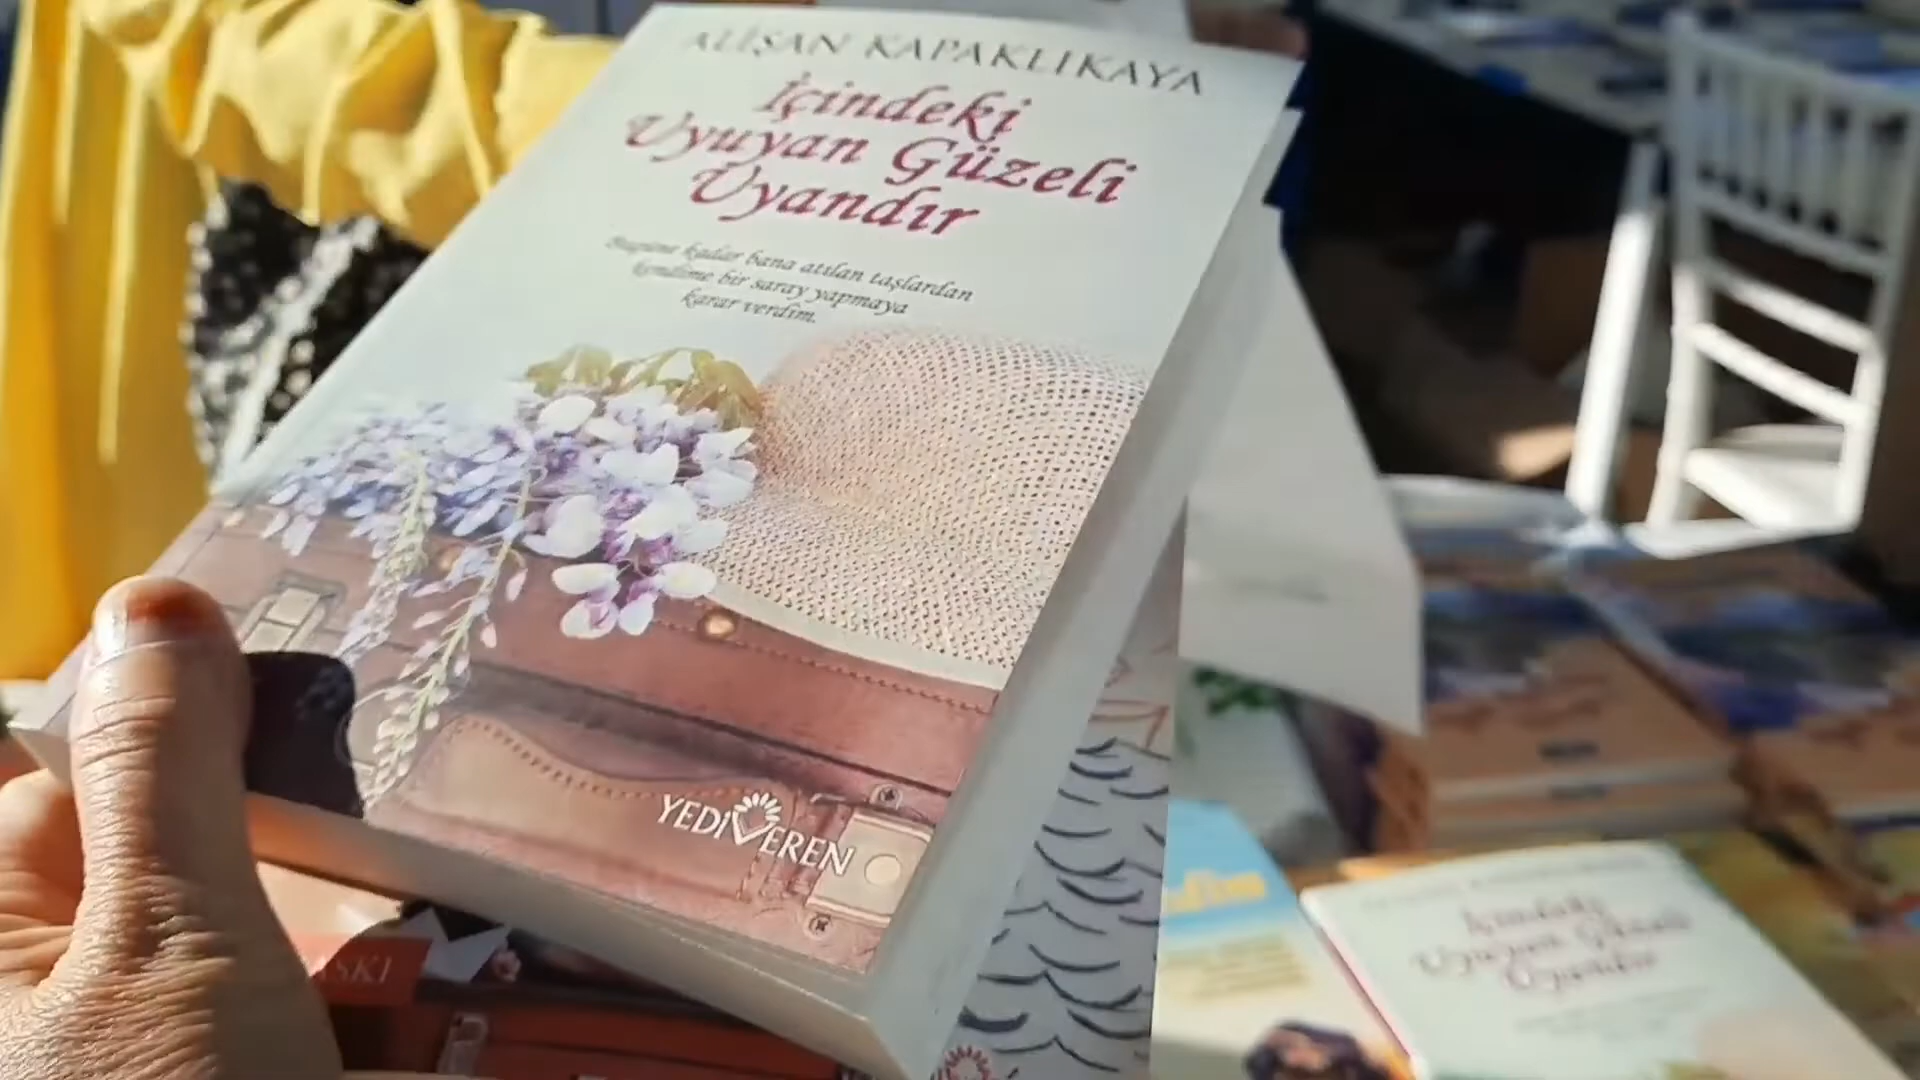 ALİŞAN KAPAKLIKAYA
İçindeki
Uyuyan Güzeli
Uyandır
Bugüne kadar bana atılan taşlardan
kendime bir saray yapmaya
karar verdim.
YEDİVEREN
İçindeki
Uyuyan Güzeli
Uyandır